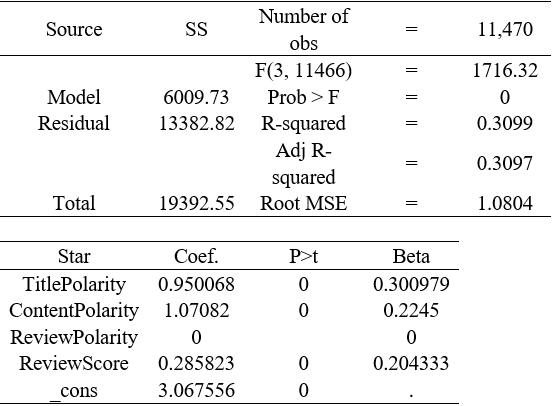 Source SS Number of obs = 11,470
F(3, 11466) = 1716.32
Model 6009.73 Prob > F = 0
Residual 13382.82 R-squared = 0.3099
Adj R-squared = 0.3097
Total 19392.55 Root MSE = 1.0804
Star Coef. P>t Beta
TitlePolarity 0.950068 0 0.300979
ContentPolarity 1.07082 0 0.2245
ReviewPolarity 0 0
ReviewScore 0.285823 0 0.204333
_cons 3.067556 0 .